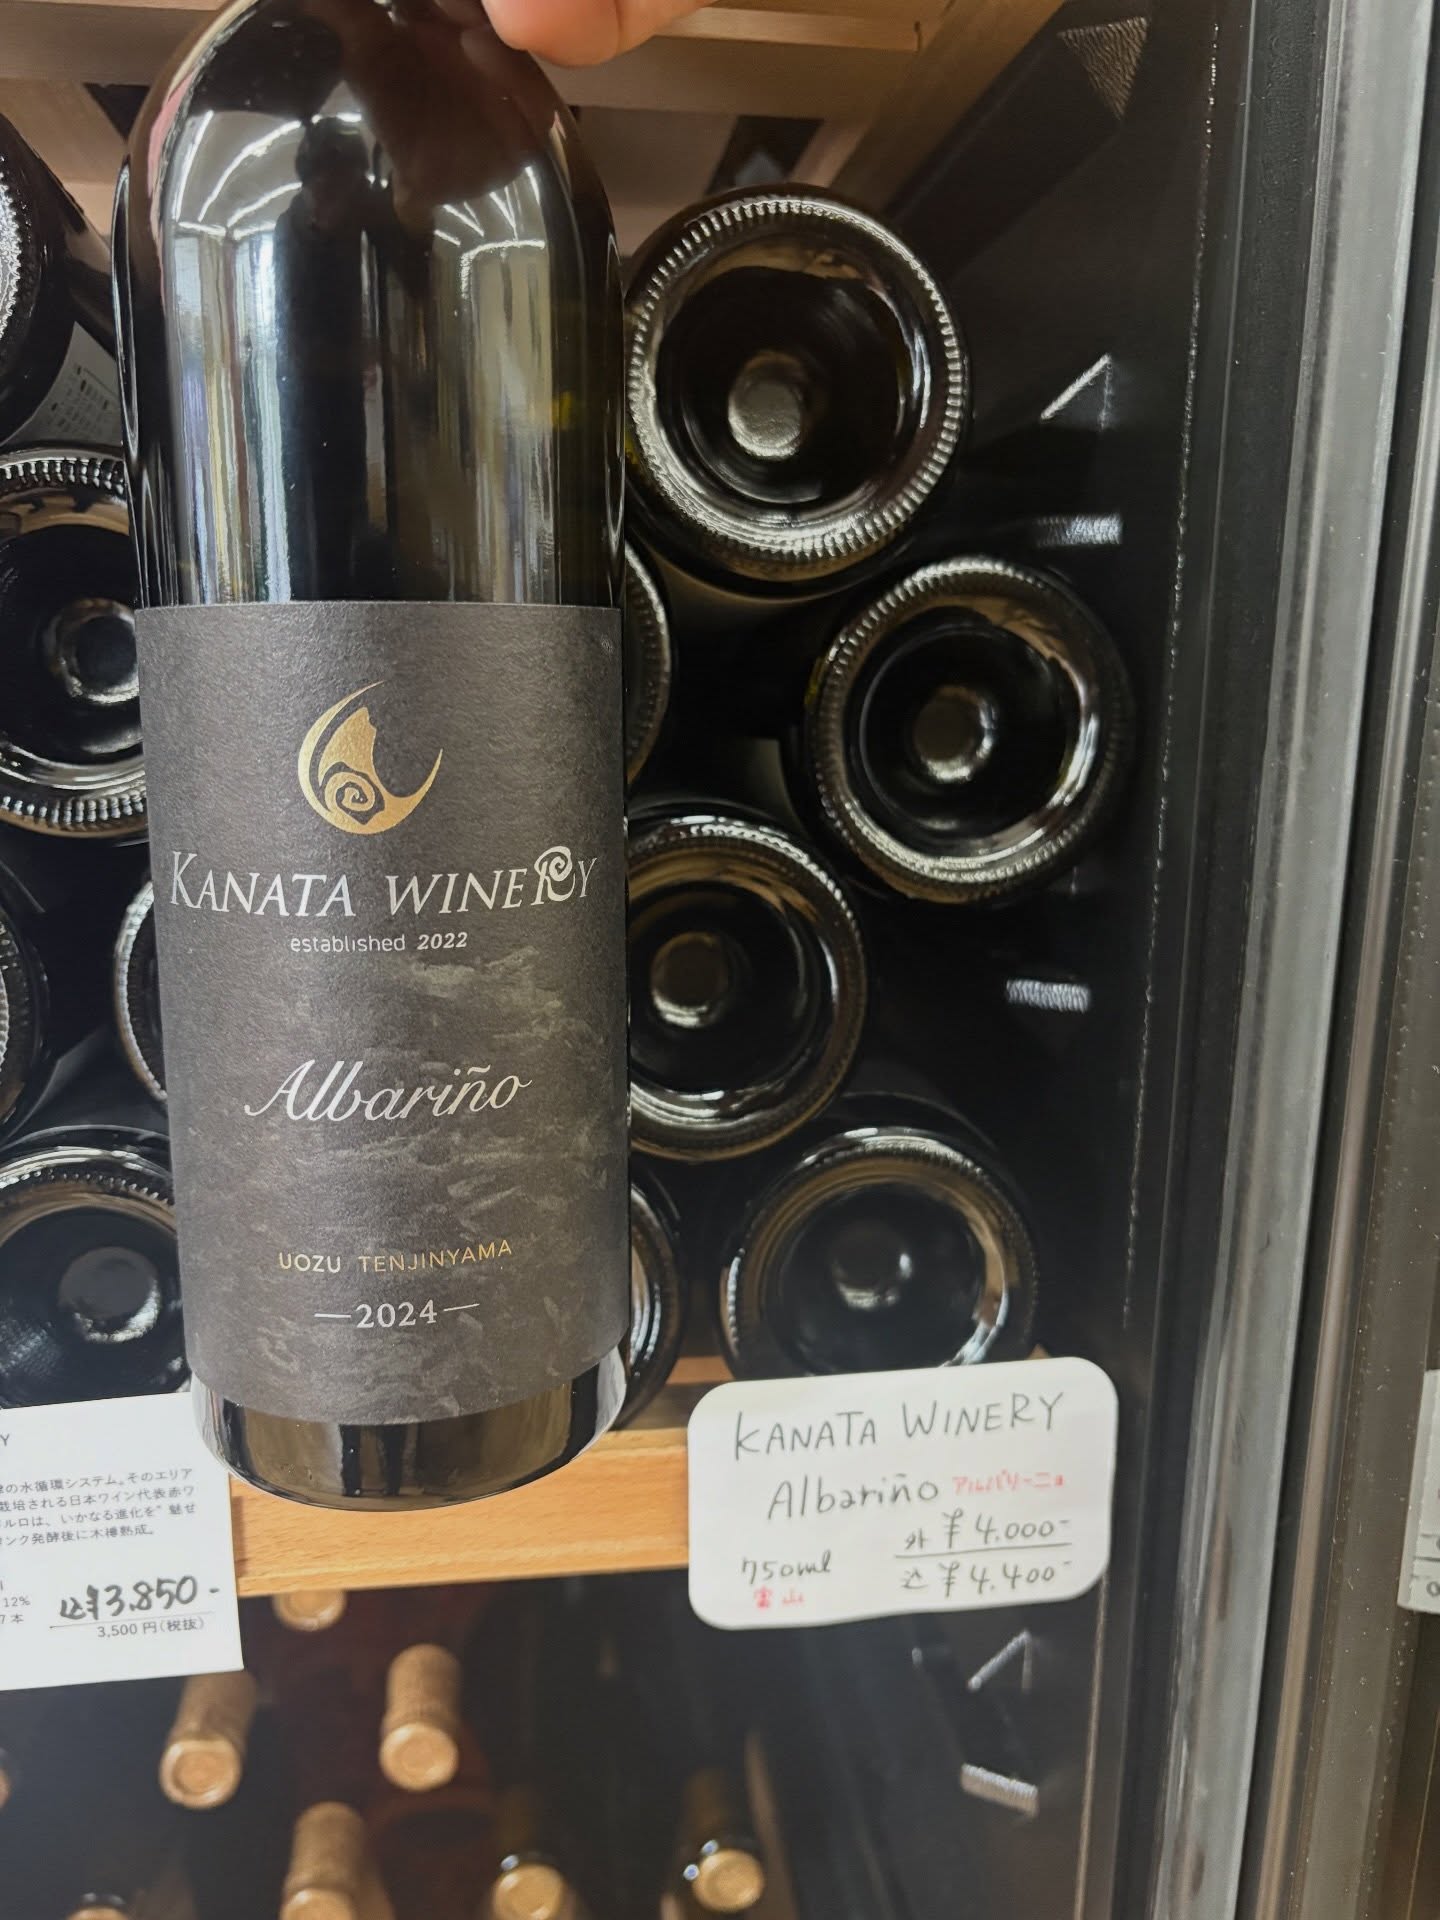 KANATA WINERY
established 2022
Albariño
UOZU TENJINYAMA
—2024—
KANATA WINERY
Albariño アルバリーニョ
外 ¥4.000-
750ml
込 ¥4.400-
富山
Y
の水循環システム。そのエリア
栽培される日本ワイン代表赤ワ
ルロは、いかなる進化を”魅せ
ンク発酵後に木樽熟成。
12%
込¥3,850-
7本
3,500円(税抜)